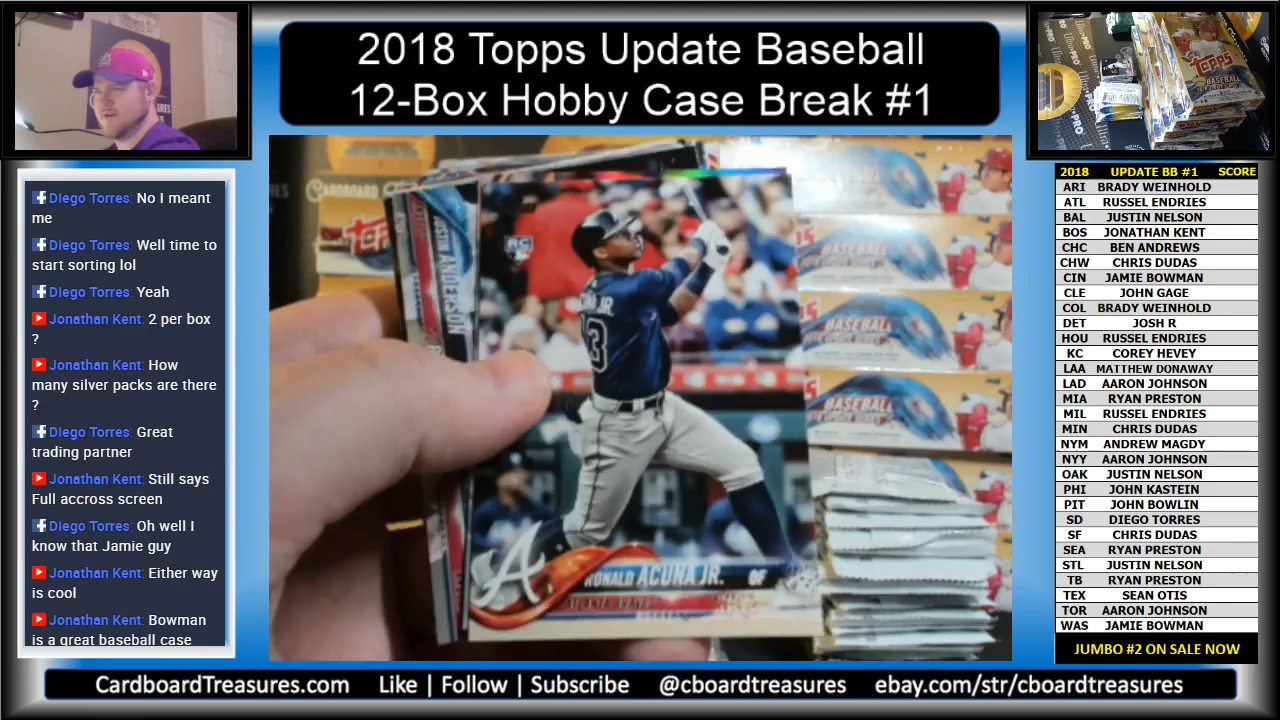 2018 Topps Update Baseball
12-Box Hobby Case Break #1
Diego Torres: No I meant
me
Diego Torres: Well time to
start sorting lol
Diego Torres: Yeah
Jonathan Kent: 2 per box
?
Jonathan Kent: How
many silver packs are there
?
Diego Torres: Great
trading partner
Jonathan Kent: Still says
Full accross screen
Diego Torres: Oh well I
know that Jamie guy
Jonathan Kent: Either way
is cool
Jonathan Kent: Bowman
is a great baseball case
RC
ANDERSON
13
RONALD ACUÑA JR. OF
BASEBALL
BASEBALL
topps
BASEBALL
2018 UPDATE BB #1 SCORE
ARI BRADY WEINHOLD
ATL RUSSEL ENDRIES
BAL JUSTIN NELSON
BOS JONATHAN KENT
CHC BEN ANDREWS
CHW CHRIS DUDAS
CIN JAMIE BOWMAN
CLE JOHN GAGE
COL BRADY WEINHOLD
DET JOSH R
HOU RUSSEL ENDRIES
KC COREY HEVEY
LAA MATTHEW DONAWAY
LAD AARON JOHNSON
MIA RYAN PRESTON
MIL RUSSEL ENDRIES
MIN CHRIS DUDAS
NYM ANDREW MAGDY
NYY AARON JOHNSON
OAK JUSTIN NELSON
PHI JOHN KASTEIN
PIT JOHN BOWLIN
SD DIEGO TORRES
SF CHRIS DUDAS
SEA RYAN PRESTON
STL JUSTIN NELSON
TB RYAN PRESTON
TEX SEAN OTIS
TOR AARON JOHNSON
WAS JAMIE BOWMAN
JUMBO #2 ON SALE NOW
CardboardTreasures.com Like | Follow | Subscribe @cboardtreasures ebay.com/str/cboardtreasures